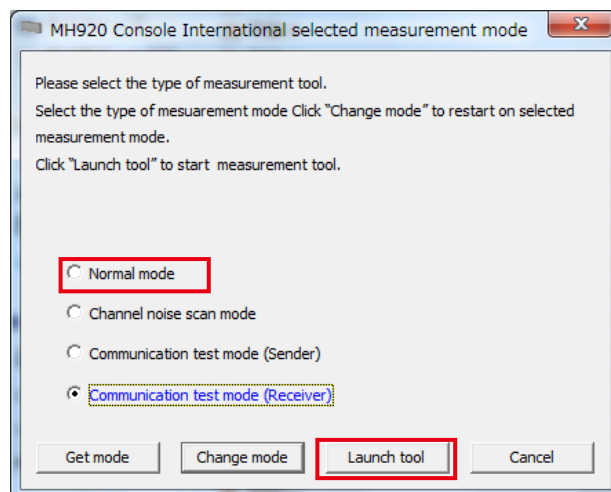 MH920 Console International selected measurement mode
Please select the type of measurement tool.
Select the type of mesuarement mode Click “Change mode” to restart on selected
measurement mode.
Click “Launch tool” to start measurement tool.
Normal mode
Channel noise scan mode
Communication test mode (Sender)
Communication test mode (Receiver)
Get mode Change mode Launch tool Cancel